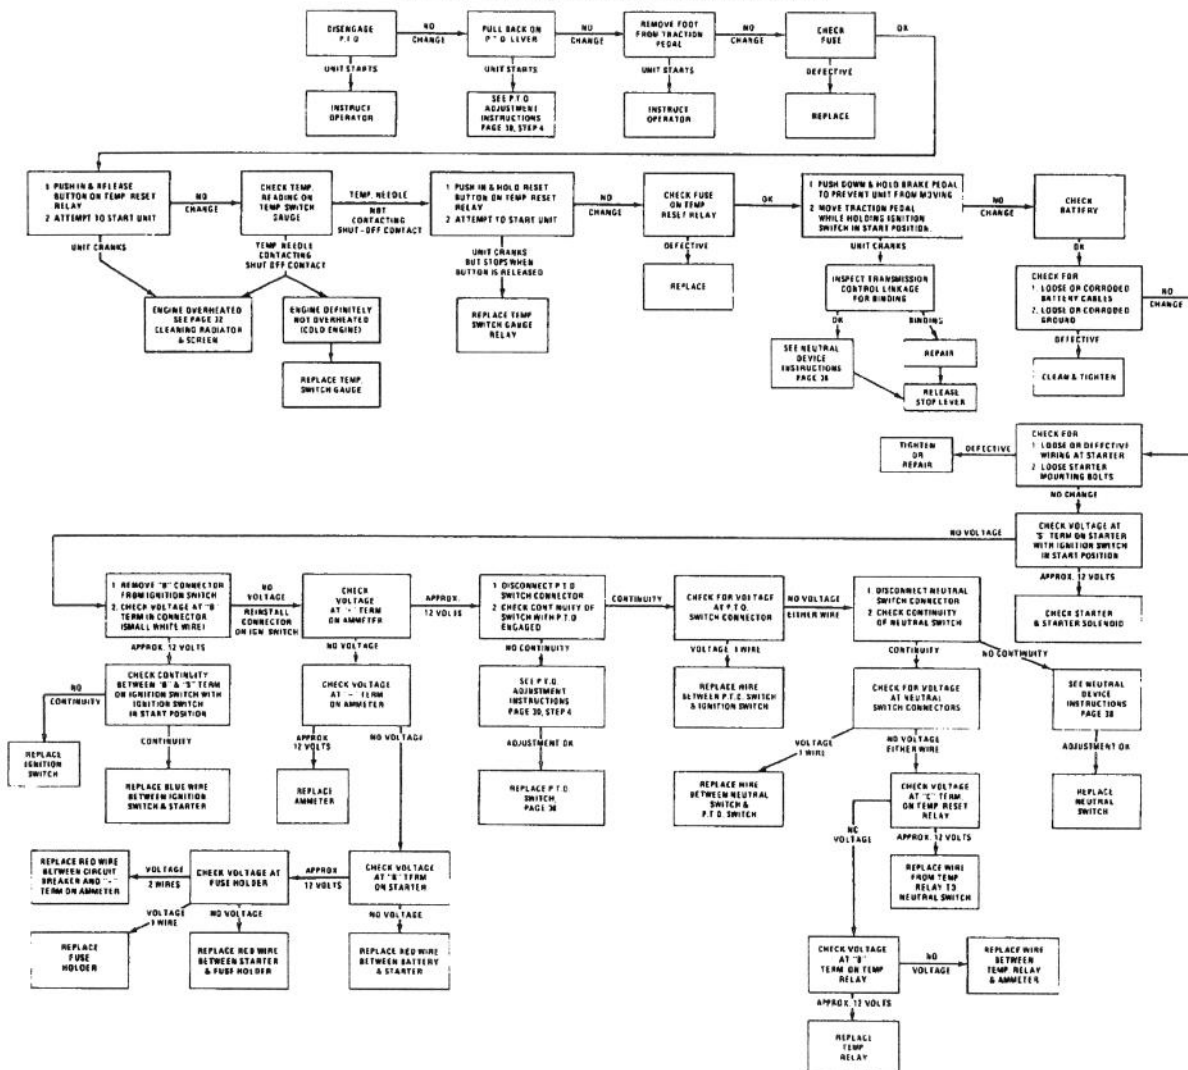 DISENGAGE
P.T.O
NO
CHANGE
PULL BACK ON
P.T.O LEVER
NO
CHANGE
REMOVE FOOT
FROM TRACTION
PEDAL
NO
CHANGE
CHECK
FUSE
OK
UNIT STARTS
UNIT STARTS
UNIT STARTS
DEFECTIVE
INSTRUCT
OPERATOR
SEE P.T.O
ADJUSTMENT
INSTRUCTIONS
PAGE 30, STEP 4
INSTRUCT
OPERATOR
REPLACE
1 PUSH IN & RELEASE
BUTTON ON TEMP RESET
RELAY
2 ATTEMPT TO START UNIT
NO
CHANGE
CHECK TEMP.
READING ON
TEMP SWITCH
GAUGE
TEMP. NEEDLE
NOT
CONTACTING
SHUT-OFF CONTACT
1 PUSH IN & HOLD RESET
BUTTON ON TEMP RESET
RELAY
2 ATTEMPT TO START UNIT
NO
CHANGE
CHECK FUSE
ON TEMP
RESET RELAY
OK
1 PUSH DOWN & HOLD BRAKE PEDAL
TO PREVENT UNIT FROM MOVING
2 MOVE TRACTION PEDAL
WHILE HOLDING IGNITION
SWITCH IN START POSITION.
NO
CHANGE
CHECK
BATTERY
UNIT CRANKS
TEMP. NEEDLE
CONTACTING
SHUT OFF CONTACT
UNIT CRANKS
BUT STOPS WHEN
BUTTON IS RELEASED
DEFECTIVE
UNIT CRANKS
OK
ENGINE OVERHEATED
SEE PAGE 32
CLEANING RADIATOR
& SCREEN
ENGINE DEFINITELY
NOT OVERHEATED
(COLD ENGINE)
REPLACE TEMP
SWITCH GAUGE
RELAY
REPLACE
INSPECT TRANSMISSION
CONTROL LINKAGE
FOR BINDING
CHECK FOR
1 LOOSE OR CORRODED
BATTERY CABLES
2 LOOSE OR CORRODED
GROUND
NO
CHANGE
OK
BINDING
DEFECTIVE
REPLACE TEMP.
SWITCH GAUGE
SEE NEUTRAL
DEVICE
INSTRUCTIONS
PAGE 38
REPAIR
CLEAN & TIGHTEN
RELEASE
STOP LEVER
TIGHTEN
OR
REPAIR
DEFECTIVE
CHECK FOR
1 LOOSE OR DEFECTIVE
WIRING AT STARTER
2 LOOSE STARTER
MOUNTING BOLTS
NO CHANGE
NO VOLTAGE
CHECK VOLTAGE AT
"S" TERM ON STARTER
WITH IGNITION SWITCH
IN START POSITION
APPROX.
12 VOLTS
CHECK STARTER
& STARTER SOLENOID
1 REMOVE "B" CONNECTOR
FROM IGNITION SWITCH
2 CHECK VOLTAGE AT "B"
TERM IN CONNECTOR
(SMALL WHITE WIRE)
NO
VOLTAGE
REINSTALL
CONNECTOR
ON IGN SWITCH
CHECK
VOLTAGE
AT "-" TERM
ON AMMETER
APPROX.
12 VOLTS
1 DISCONNECT P.T.O
SWITCH CONNECTOR
2 CHECK CONTINUITY OF
SWITCH WITH P.T.O
ENGAGED
CONTINUITY
CHECK FOR VOLTAGE
AT P.T.O.
SWITCH CONNECTOR
NO VOLTAGE
EITHER WIRE
1 DISCONNECT NEUTRAL
SWITCH CONNECTOR
2 CHECK CONTINUITY
OF NEUTRAL SWITCH
APPROX. 12 VOLTS
NO VOLTAGE
NO CONTINUITY
VOLTAGE 1 WIRE
CONTINUITY
NO CONTINUITY
CHECK CONTINUITY
BETWEEN "B" & "S" TERM
ON IGNITION SWITCH WITH
IGNITION SWITCH
IN START POSITION
NO
CONTINUITY
CHECK VOLTAGE
AT "-" TERM
ON AMMETER
SEE P.T.O.
ADJUSTMENT
INSTRUCTIONS
PAGE 30, STEP 4
REPLACE WIRE
BETWEEN P.T.O. SWITCH
& IGNITION SWITCH
CHECK FOR VOLTAGE
AT NEUTRAL
SWITCH CONNECTORS
SEE NEUTRAL
DEVICE
INSTRUCTIONS
PAGE 38
REPLACE
IGNITION
SWITCH
CONTINUITY
APPROX
12 VOLTS
NO VOLTAGE
ADJUSTMENT OK
VOLTAGE
1 WIRE
NO VOLTAGE
EITHER WIRE
ADJUSTMENT OK
REPLACE BLUE WIRE
BETWEEN IGNITION
SWITCH & STARTER
REPLACE
AMMETER
REPLACE P.T.O.
SWITCH,
PAGE 36
REPLACE WIRE
BETWEEN NEUTRAL
SWITCH &
P.T.O. SWITCH
CHECK VOLTAGE
AT "C" TERM
ON TEMP RESET
RELAY
REPLACE
NEUTRAL
SWITCH
NO
VOLTAGE
APPROX. 12 VOLTS
REPLACE WIRE
FROM TEMP
RELAY TO
NEUTRAL SWITCH
REPLACE RED WIRE
BETWEEN CIRCUIT
BREAKER AND "-"
TERM ON AMMETER
VOLTAGE
2 WIRES
CHECK VOLTAGE AT
FUSE HOLDER
APPROX
12 VOLTS
CHECK VOLTAGE
AT "B" TERM
ON STARTER
VOLTAGE
1 WIRE
NO VOLTAGE
NO
VOLTAGE
REPLACE
FUSE
HOLDER
REPLACE RED WIRE
BETWEEN STARTER
& FUSE HOLDER
REPLACE RED WIRE
BETWEEN BATTERY
& STARTER
CHECK VOLTAGE
AT "B"
TERM ON TEMP
RELAY
NO
VOLTAGE
REPLACE WIRE
BETWEEN
TEMP. RELAY
& AMMETER
APPROX. 12 VOLTS
REPLACE
TEMP
RELAY